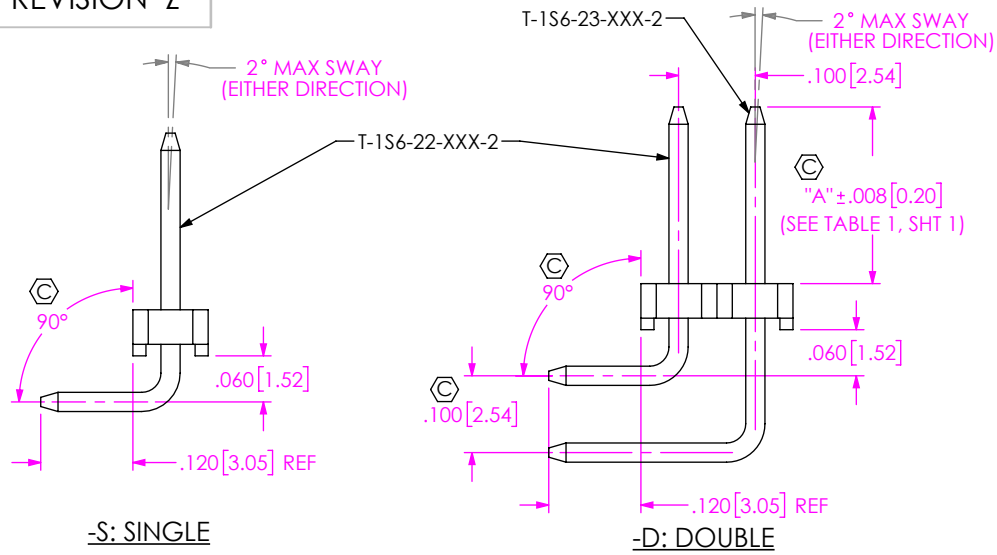 REVISION Z
2° MAX SWAY
(EITHER DIRECTION)
T-1S6-22-XXX-2
C
90°
.060[1.52]
.120[3.05] REF
-S: SINGLE
T-1S6-23-XXX-2
2° MAX SWAY
(EITHER DIRECTION)
.100[2.54]
C
"A"±.008[0.20]
(SEE TABLE 1, SHT 1)
C
90°
.060[1.52]
C
.100[2.54]
.120[3.05] REF
-D: DOUBLE